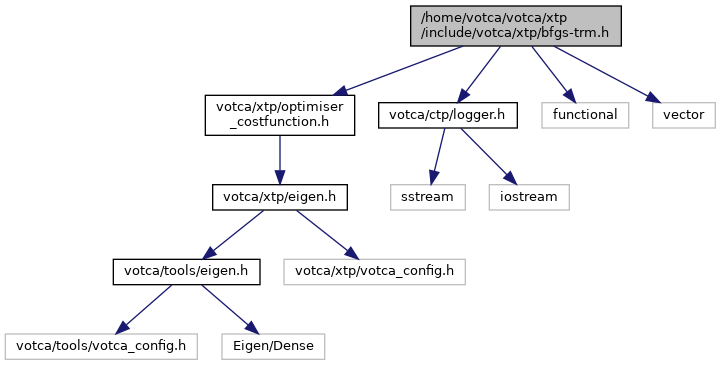 /home/votca/votca/xtp
/include/votca/xtp/bfgs-trm.h
votca/xtp/optimiser
_costfunction.h
votca/ctp/logger.h
functional
vector
votca/xtp/eigen.h
sstream
iostream
votca/tools/eigen.h
votca/xtp/votca_config.h
votca/tools/votca_config.h
Eigen/Dense